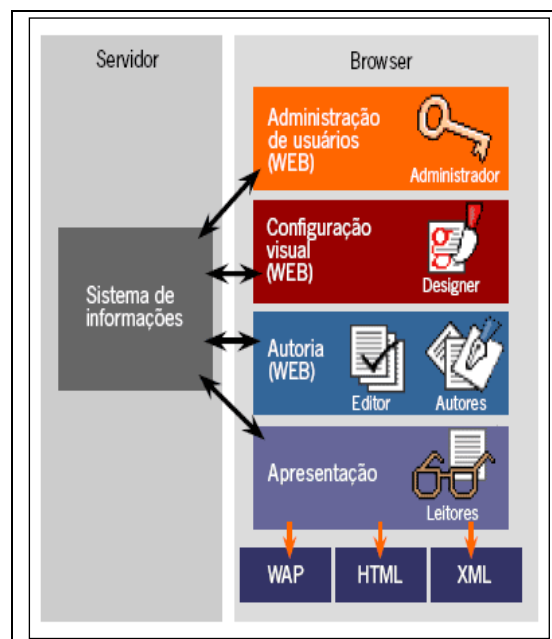 Servidor
Browser
Administração
de usuários
(WEB)
Administrador
Configuração
visual
(WEB)
Designer
Sistema de
informações
Autoria
(WEB)
Editor
Autores
Apresentação
Leitores
WAP
HTML
XML